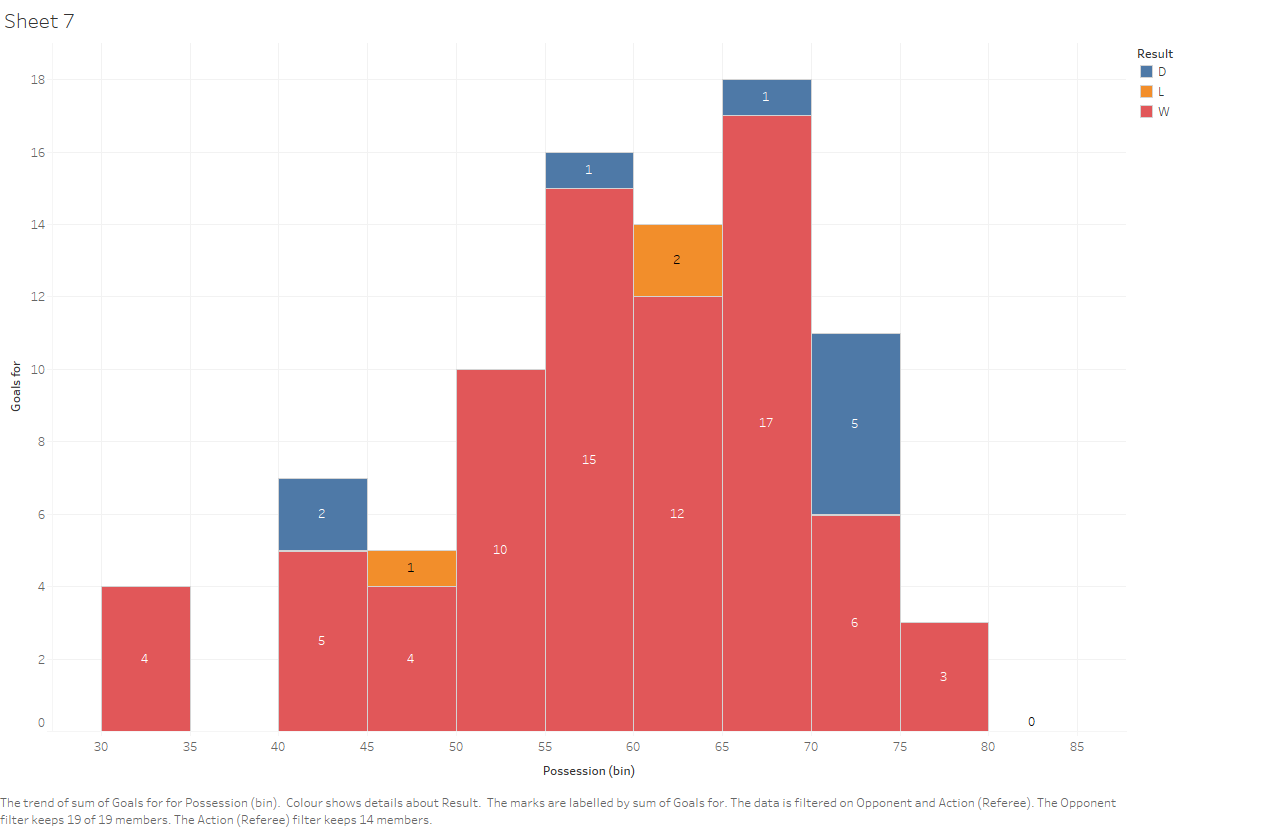 Sheet 7
Result
D
L
W
18
16
14
12
10
8
6
4
2
0
Goals for
4
2
5
1
4
10
1
15
2
12
1
17
5
6
3
0
30 35 40 45 50 55 60 65 70 75 80 85
Possession (bin)
The trend of sum of Goals for for Possession (bin). Colour shows details about Result. The marks are labelled by sum of Goals for. The data is filtered on Opponent and Action (Referee). The Opponent
filter keeps 19 of 19 members. The Action (Referee) filter keeps 14 members.